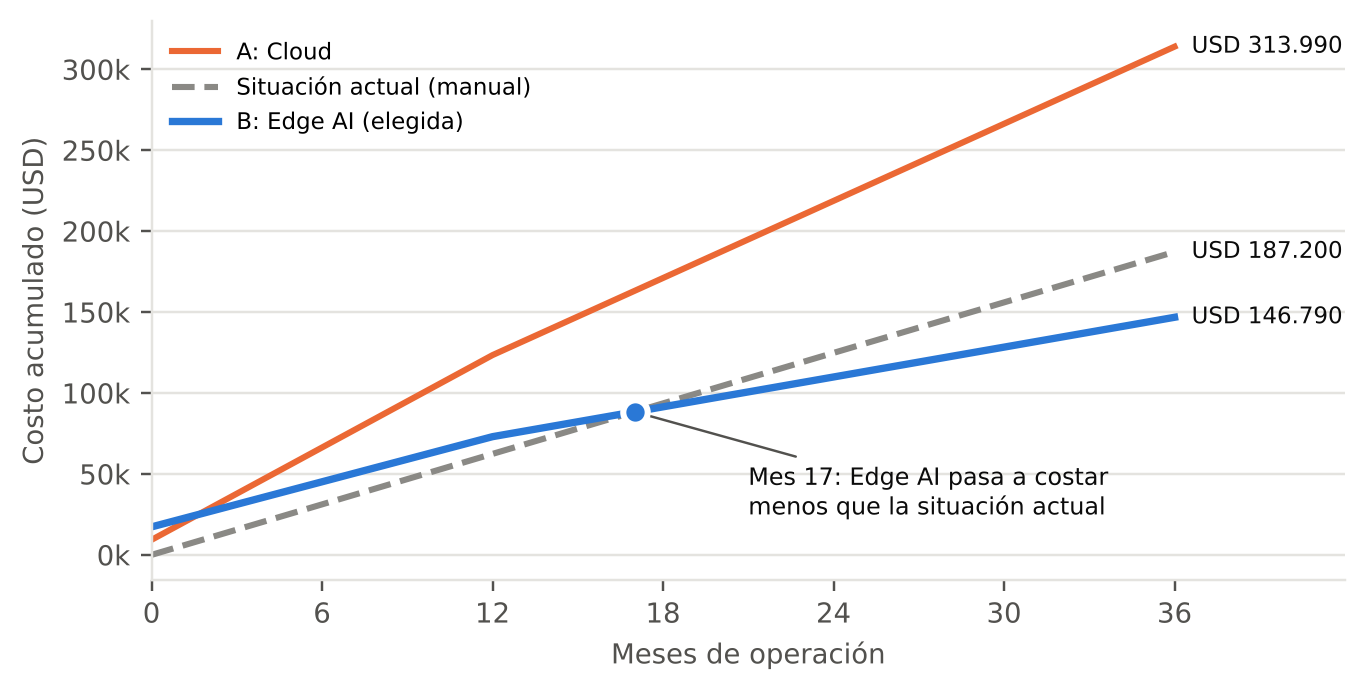 A: Cloud
Situación actual (manual)
B: Edge AI (elegida)
USD 313.990
USD 187.200
USD 146.790
Mes 17: Edge AI pasa a costar
menos que la situación actual
Costo acumulado (USD)
300k
250k
200k
150k
100k
50k
0k
0 6 12 18 24 30 36
Meses de operación